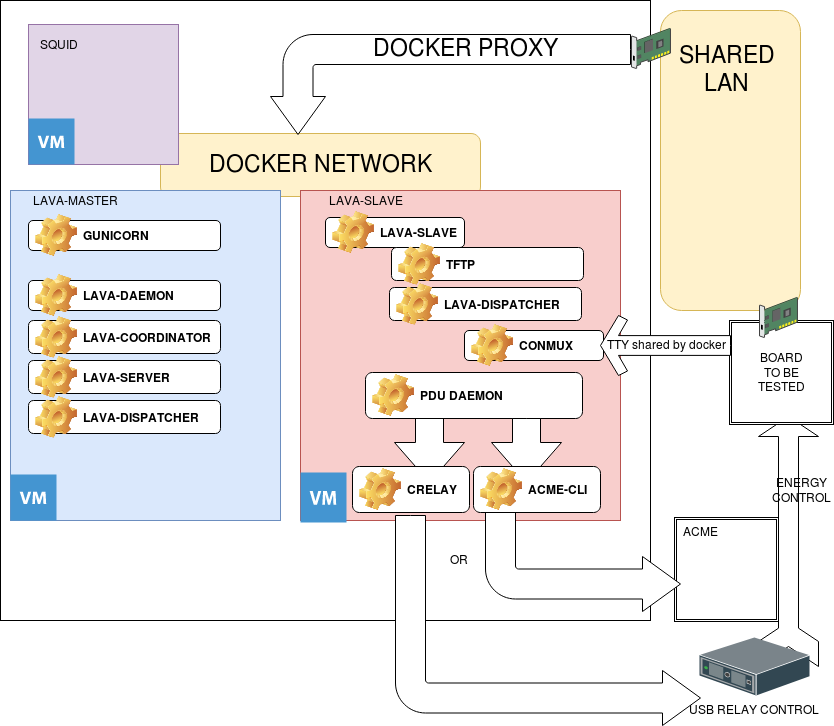 SQUID
VM
DOCKER PROXY
SHARED
LAN
DOCKER NETWORK
LAVA-MASTER
GUNICORN
LAVA-DAEMON
LAVA-COORDINATOR
LAVA-SERVER
LAVA-DISPATCHER
VM
LAVA-SLAVE
LAVA-SLAVE
TFTP
LAVA-DISPATCHER
CONMUX
PDU DAEMON
CRELAY
ACME-CLI
VM
TTY shared by docker
BOARD
TO BE
TESTED
ENERGY
CONTROL
OR
ACME
USB RELAY CONTROL